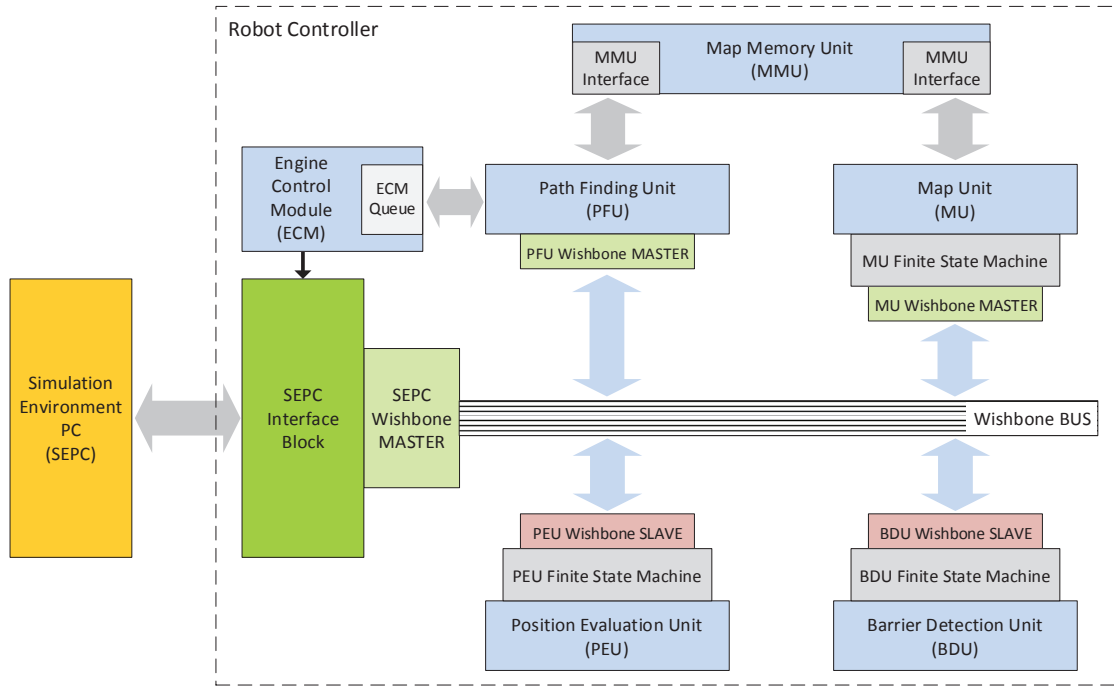 Robot Controller
Map Memory Unit
(MMU)
MMU
Interface
MMU
Interface
Engine
Control
Module
(ECM)
ECM
Queue
Path Finding Unit
(PFU)
PFU Wishbone MASTER
Map Unit
(MU)
MU Finite State Machine
MU Wishbone MASTER
Simulation
Environment
PC
(SEPC)
SEPC
Interface
Block
SEPC
Wishbone
MASTER
Wishbone BUS
PEU Wishbone SLAVE
PEU Finite State Machine
Position Evaluation Unit
(PEU)
BDU Wishbone SLAVE
BDU Finite State Machine
Barrier Detection Unit
(BDU)